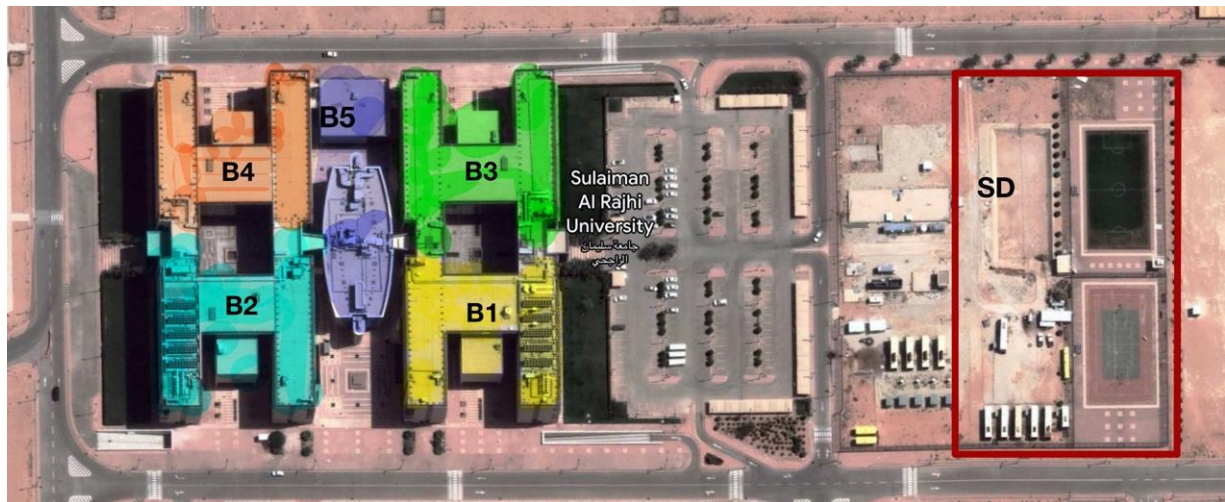 B5
B4
B3
SD
Sulaiman
Al Rajhi
University
جامعة سليمان
الراجحي
B2
B1